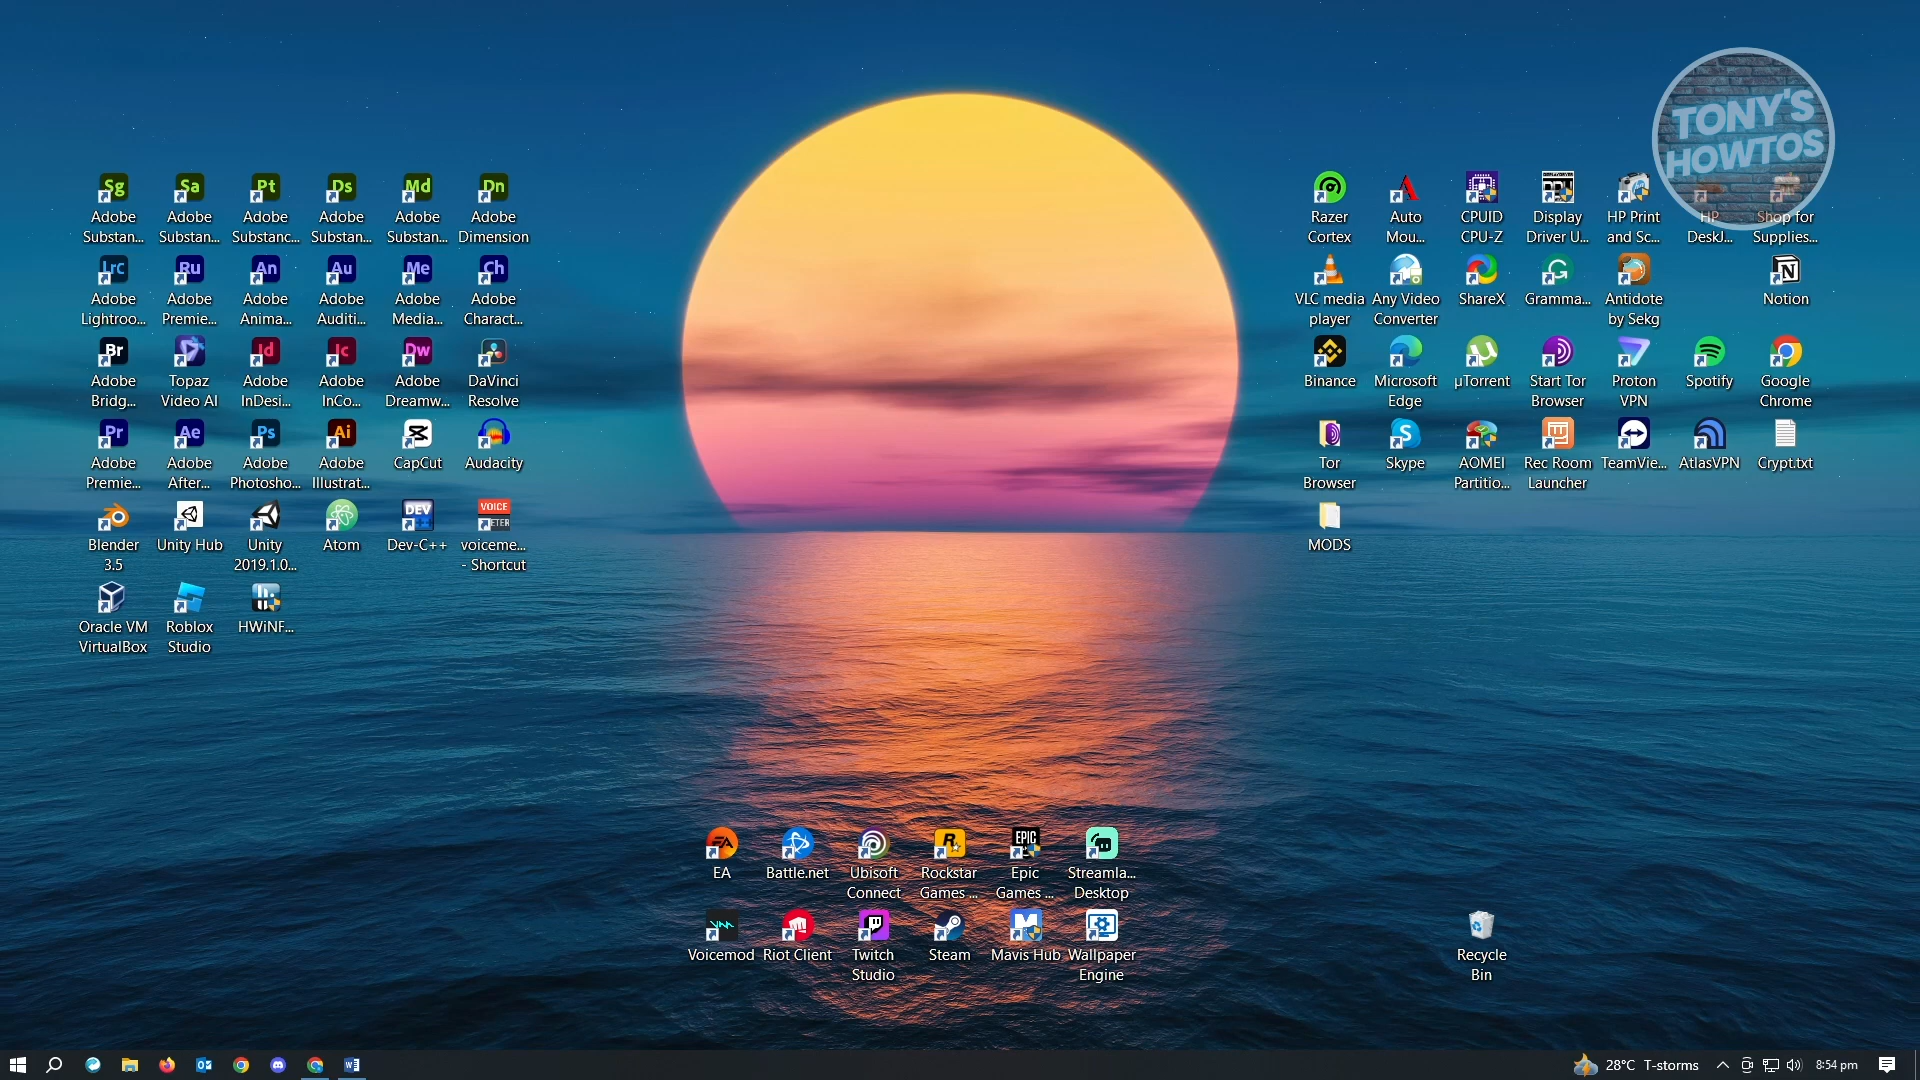 TONY'S
HOWTOS
Sg Sa Pt Ds Md Dn
Adobe Substan...
Adobe Substan...
Adobe Substanc...
Adobe Substan...
Adobe Substan...
Adobe Dimension
Lrc Ru An Au Me Ch
Adobe Lightroo...
Adobe Premie...
Adobe Anima...
Adobe Auditi...
Adobe Media...
Adobe Charact...
Br Id Ic Dw
Adobe Bridg...
Topaz Video AI
Adobe InDesi...
Adobe InCo...
Adobe Dreamw...
DaVinci Resolve
Pr Ae Ps Ai
Adobe Premie...
Adobe After...
Adobe Photosho...
Adobe Illustrat...
CapCut
Audacity
DEV
VOICE
Blender 3.5
Unity Hub
Unity 2019.1.0...
Atom
Dev-C++
voiceme... - Shortcut
Oracle VM VirtualBox
Roblox Studio
HWiNF...
Razer Cortex
Auto Mou...
CPUID CPU-Z
Display Driver U...
HP Print and Sc...
HP DeskJ...
Shop for Supplies...
VLC media player
Any Video Converter
ShareX
Gramma...
Antidote by Sekg
Notion
Binance
Microsoft Edge
µTorrent
Start Tor Browser
Proton VPN
Spotify
Google Chrome
Tor Browser
Skype
AOMEI Partitio...
Rec Room Launcher
TeamVie...
AtlasVPN
Crypt.txt
MODS
EA
Battle.net
Ubisoft Connect
Rockstar Games ...
EPIC
Epic Games ...
Streamla... Desktop
Voicemod
Riot Client
Twitch Studio
Steam
Mavis Hub
Wallpaper Engine
Recycle Bin
28°C T-storms
8:54 pm